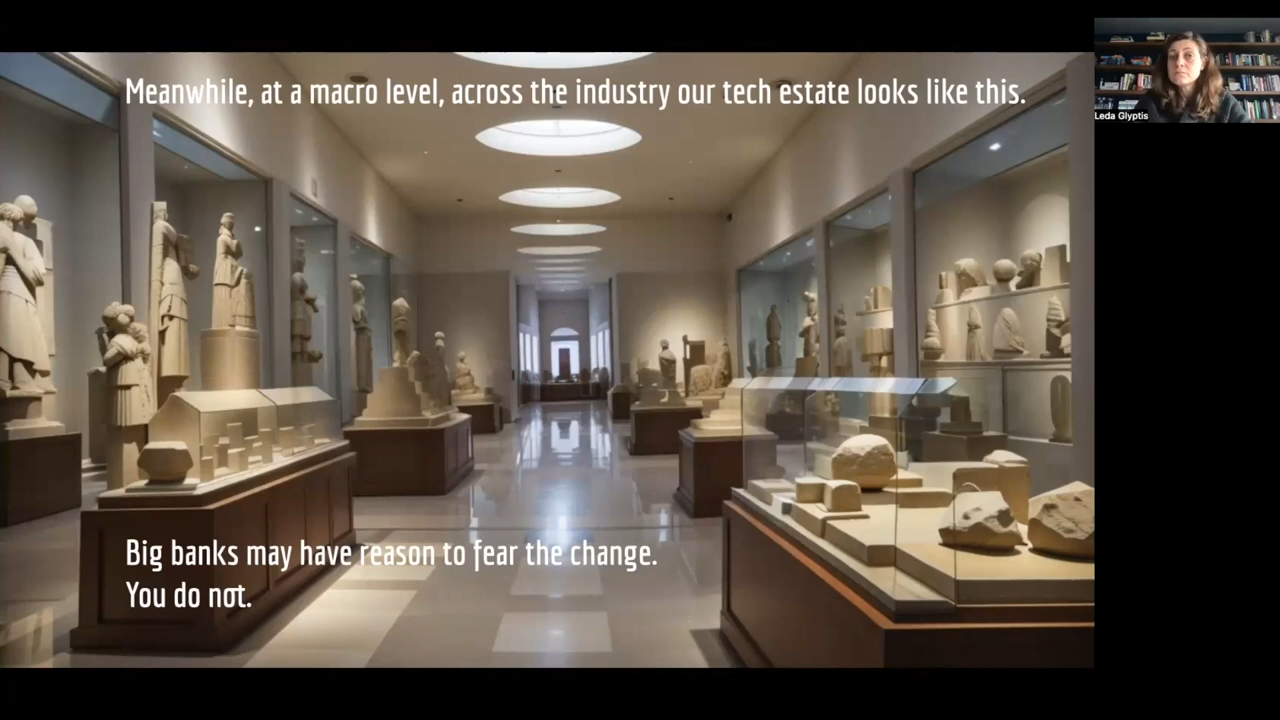 Meanwhile, at a macro level, across the industry our tech estate looks like this.
Leda Glyptis
Big banks may have reason to fear the change.
You do not.